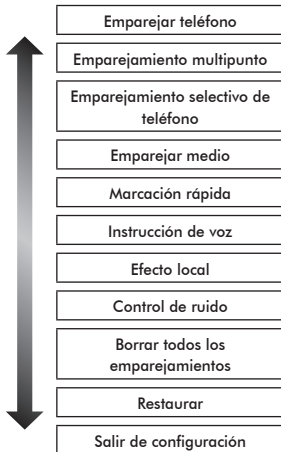 Emparejar teléfono
Emparejamiento multipunto
Emparejamiento selectivo de
teléfono
Emparejar medio
Marcación rápida
Instrucción de voz
Efecto local
Control de ruido
Borrar todos los
emparejamientos
Restaurar
Salir de configuración